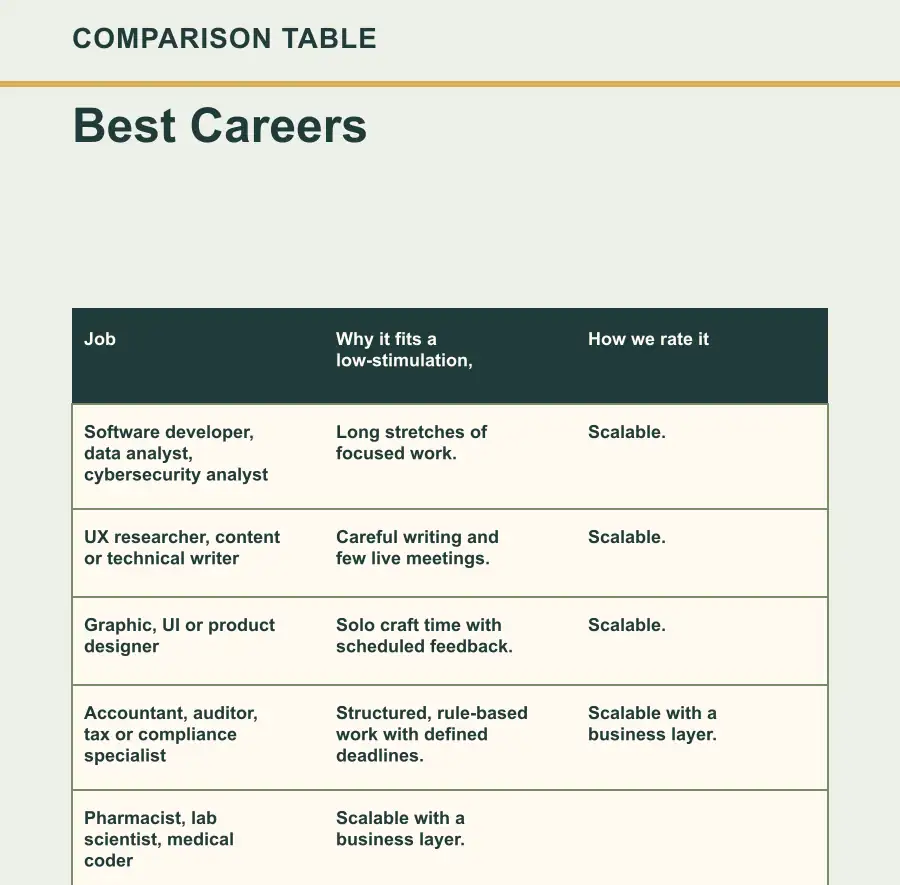 COMPARISON TABLE
Best Careers
Job
Why it fits a
low-stimulation,
How we rate it
Software developer,
data analyst,
cybersecurity analyst
Long stretches of
focused work.
Scalable.
UX researcher, content
or technical writer
Careful writing and
few live meetings.
Scalable.
Graphic, UI or product
designer
Solo craft time with
scheduled feedback.
Scalable.
Accountant, auditor,
tax or compliance
specialist
Structured, rule-based
work with defined
deadlines.
Scalable with a
business layer.
Pharmacist, lab
scientist, medical
coder
Scalable with a
business layer.